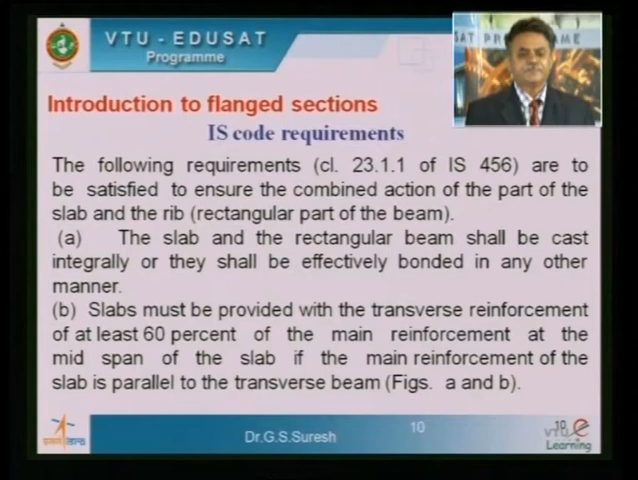 VTU - EDUSAT
Programme
SAT PR
AME
Introduction to flanged sections
IS code requirements
The following requirements (cl. 23.1.1 of IS 456) are to
be satisfied to ensure the combined action of the part of the
slab and the rib (rectangular part of the beam).
(a) The slab and the rectangular beam shall be cast
integrally or they shall be effectively bonded in any other
manner.
(b) Slabs must be provided with the transverse reinforcement
of at least 60 percent of the main reinforcement at the
mid span of the slab if the main reinforcement of the
slab is parallel to the transverse beam (Figs. a and b).
Dr.G.S.Suresh
10
Learning